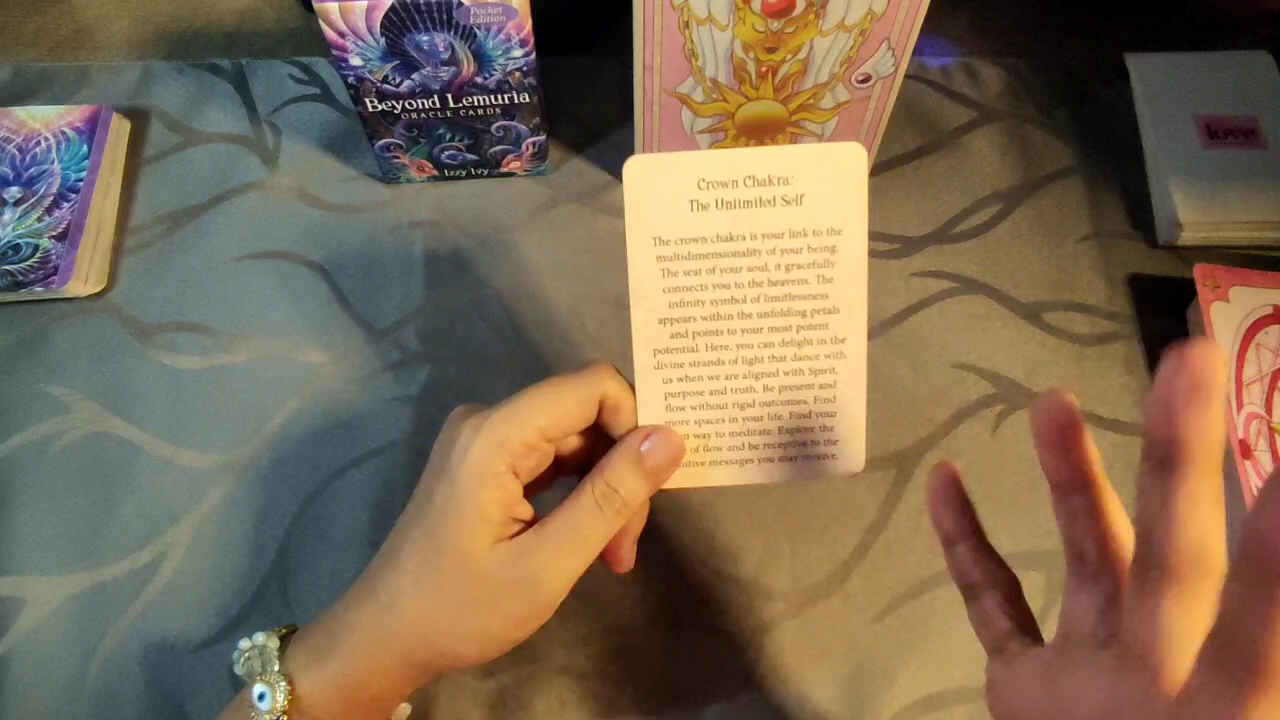 Pocket
Edition
Beyond Lemuria
ORACLE CARDS
Izzy Ivy
love
Crown Chakra:
The Unlimited Self
The crown chakra is your link to the
multidimensionality of your being.
The seat of your soul, it gracefully
connects you to the heavens. The
infinity symbol of limitlessness
appears within the unfolding petals
and points to your most potent
potential. Here, you can delight in the
divine strands of light that dance with
us when we are aligned with Spirit,
purpose and truth. Be present and
flow without rigid outcomes. Find
more spaces in your life. Find your
way to meditate. Explore the
of flow and be receptive to the
messages you may receive.